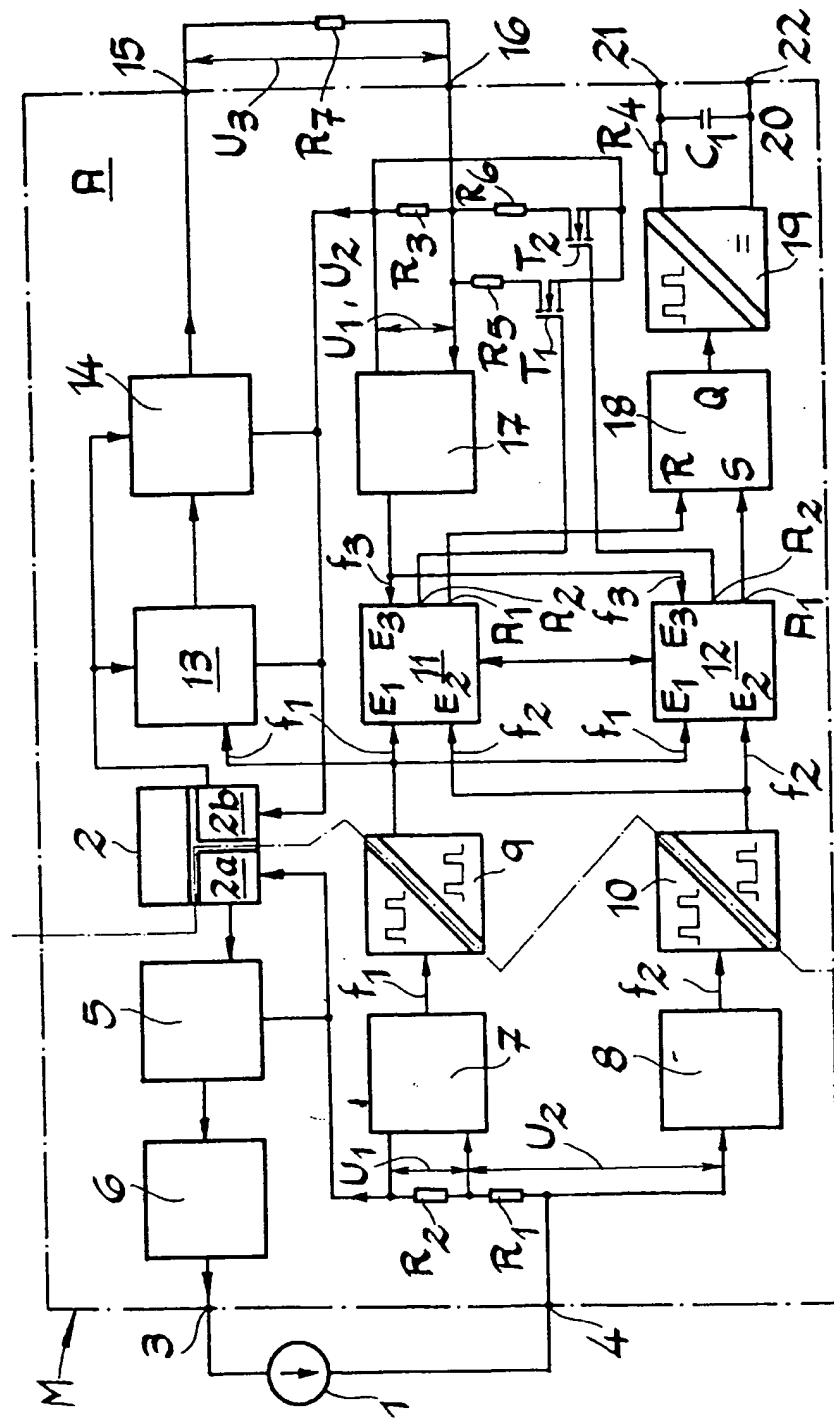 M
A
6
5
2
14
15
3
2a
2b
13
U3
R7
f1
1
U1, U2
R3
f1
f3
R2
U1
7
f1
9
E1
11
E3
E2
17
R6
16
R1
R5
T2
f2
A1
T1
A2
U2
f3
f1
4
8
f2
10
R
18
Q
R4
21
E1
12
E3
E2
S
C1
f2
A2
19
=
20
22
A1